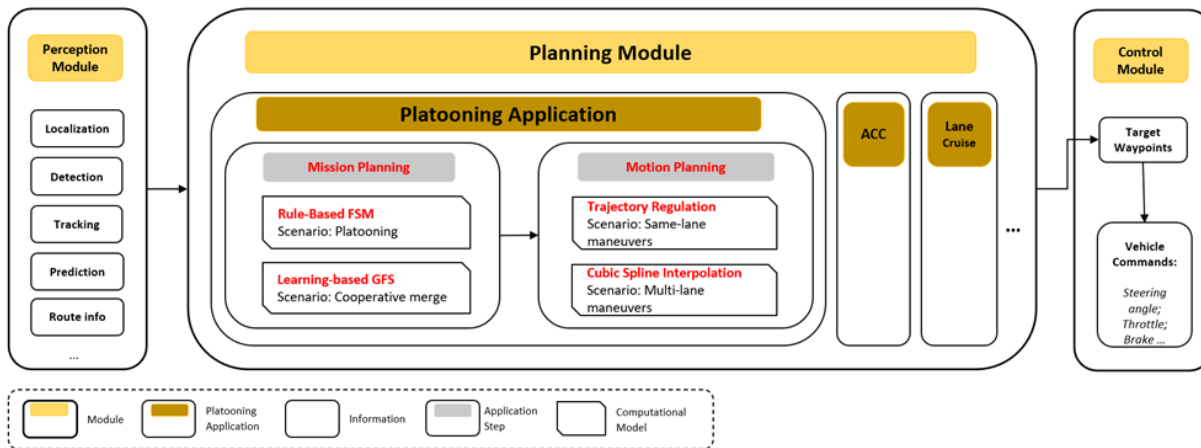 Perception
Module
Localization
Detection
Tracking
Prediction
Route info
...
Planning Module
Platooning Application
Mission Planning
Rule-Based FSM
Scenario: Platooning
Learning-based GFS
Scenario: Cooperative merge
Motion Planning
Trajectory Regulation
Scenario: Same-lane
maneuvers
Cubic Spline Interpolation
Scenario: Multi-lane
maneuvers
ACC
Lane
Cruise
...
Control
Module
Target
Waypoints
Vehicle
Commands:
Steering
angle;
Throttle;
Brake ...
Module
Platooning
Application
Information
Application
Step
Computational
Model